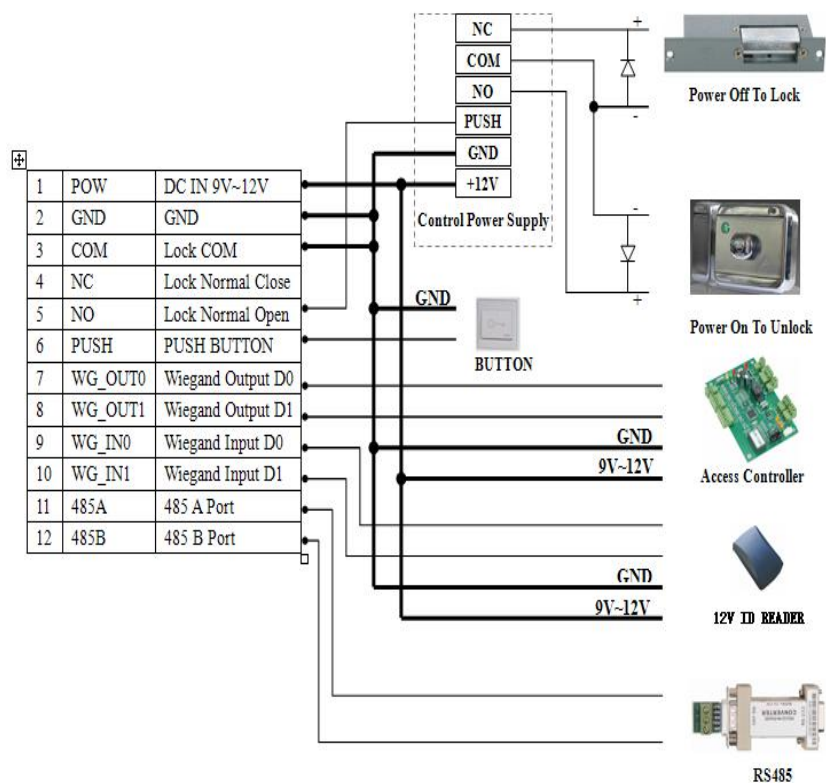 NC
COM
NO
PUSH
GND
+12V
Control Power Supply
+
-
Power Off To Lock
-
+
Power On To Unlock
1 POW DC IN 9V~12V
2 GND GND
3 COM Lock COM
4 NC Lock Normal Close
5 NO Lock Normal Open
6 PUSH PUSH BUTTON
7 WG_OUT0 Wiegand Output D0
8 WG_OUT1 Wiegand Output D1
9 WG_IN0 Wiegand Input D0
10 WG_IN1 Wiegand Input D1
11 485A 485 A Port
12 485B 485 B Port
GND
BUTTON
GND
9V~12V
Access Controller
GND
9V~12V
12V ID READER
CONVERTER
RS485